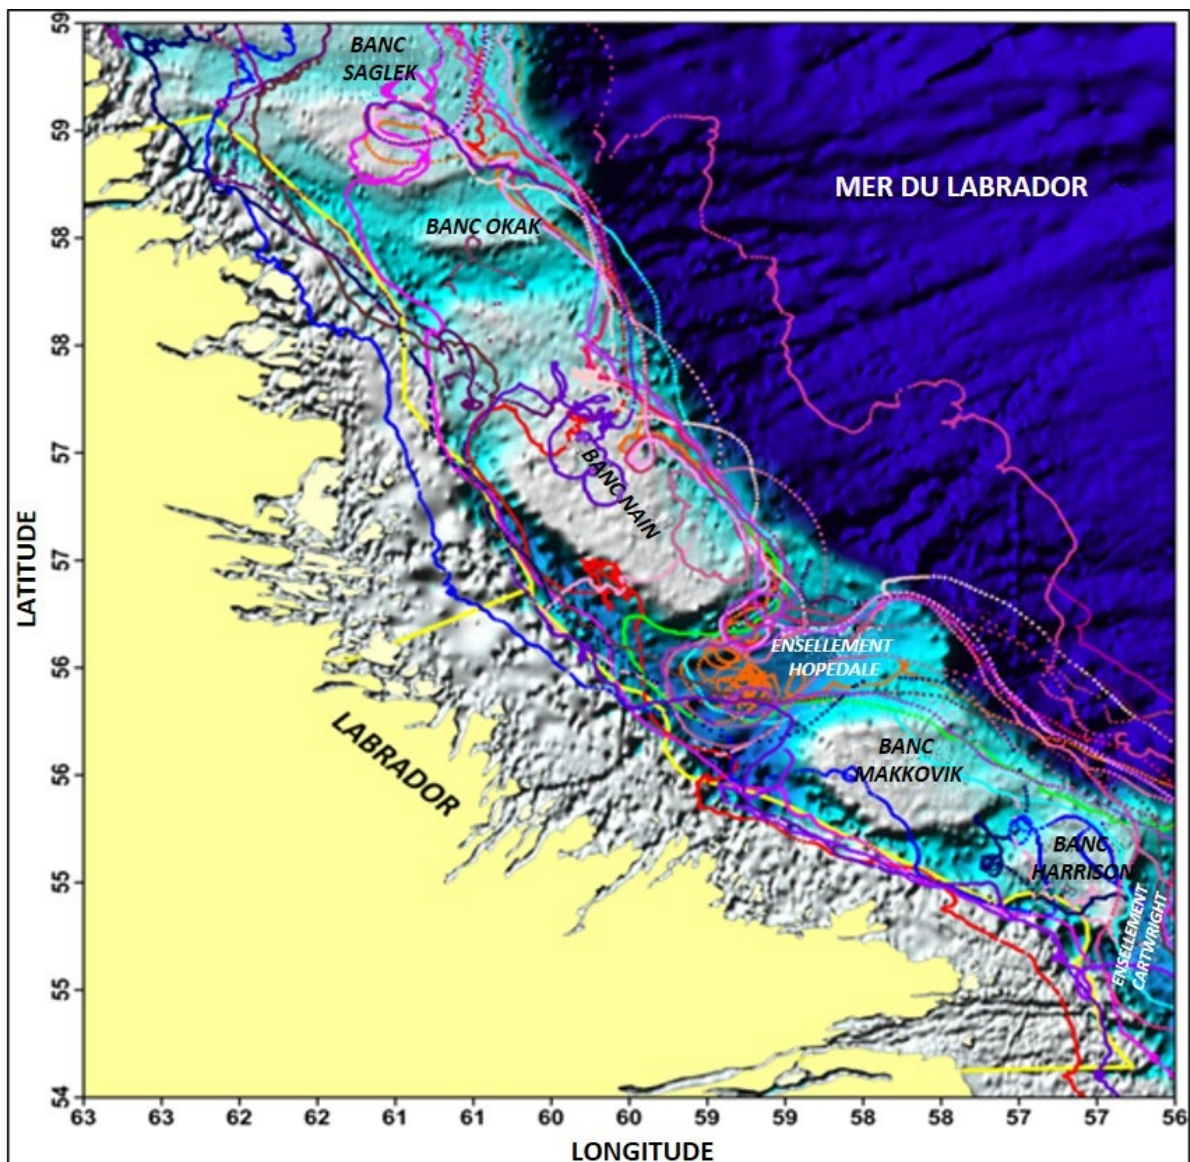 BANC
SAGLEK
MER DU LABRADOR
BANC OKAK
BANC NAIN
ENSELLEMENT
HOPEDALE
LABRADOR
BANC
MAKKOVIK
BANC
HARRISON
ENSELLEMENT
CARTWRIGHT
LATITUDE
59
59
58
58
57
57
56
56
55
55
54
63 63 62 62 61 61 60 60 59 59 58 58 57 57 56
LONGITUDE